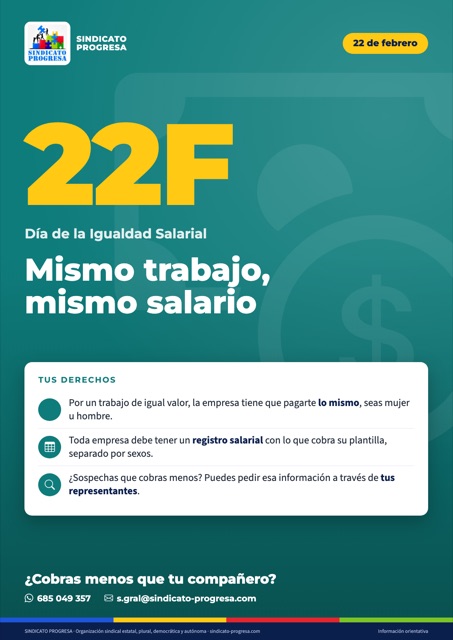 SINDICATO
PROGRESA
SINDICATO
PROGRESA
22 de febrero
22F
Día de la Igualdad Salarial
Mismo trabajo,
mismo salario
$
TUS DERECHOS
Por un trabajo de igual valor, la empresa tiene que pagarte lo mismo, seas mujer
u hombre.
Toda empresa debe tener un registro salarial con lo que cobra su plantilla,
separado por sexos.
¿Sospechas que cobras menos? Puedes pedir esa información a través de tus
representantes.
¿Cobras menos que tu compañero?
685 049 357 s.gral@sindicato-progresa.com
SINDICATO PROGRESA · Organización sindical estatal, plural, democrática y autónoma · sindicato-progresa.com
Información orientativa